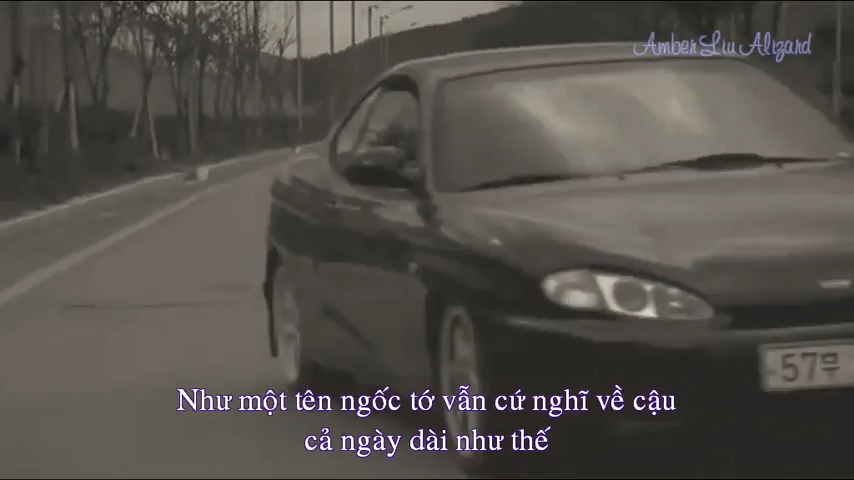 AmberLiu Alizard
57무
Như một tên ngốc tớ vẫn cứ nghĩ về cậu
cả ngày dài như thế